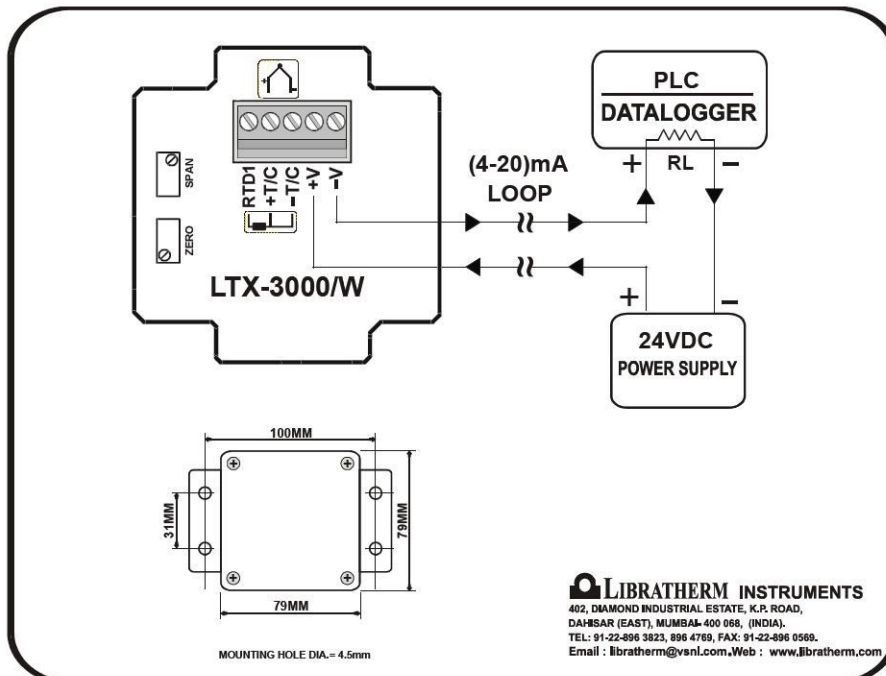 PLC
DATALOGGER
+ RL −
(4-20)mA
LOOP
+ −
SPAN
ZERO
RTD1
+T/C
−T/C
+V
−V
LTX-3000/W
+ −
24VDC
POWER SUPPLY
100MM
31MM
79MM
79MM
MOUNTING HOLE DIA.= 4.5mm
LIBRATHERM INSTRUMENTS
402, DIAMOND INDUSTRIAL ESTATE, K.P. ROAD,
DAHISAR (EAST), MUMBAI- 400 068, (INDIA).
TEL: 91-22-896 3823, 896 4769, FAX: 91-22-896 0569.
Email : libratherm@vsnl.com.Web : www.libratherm.com